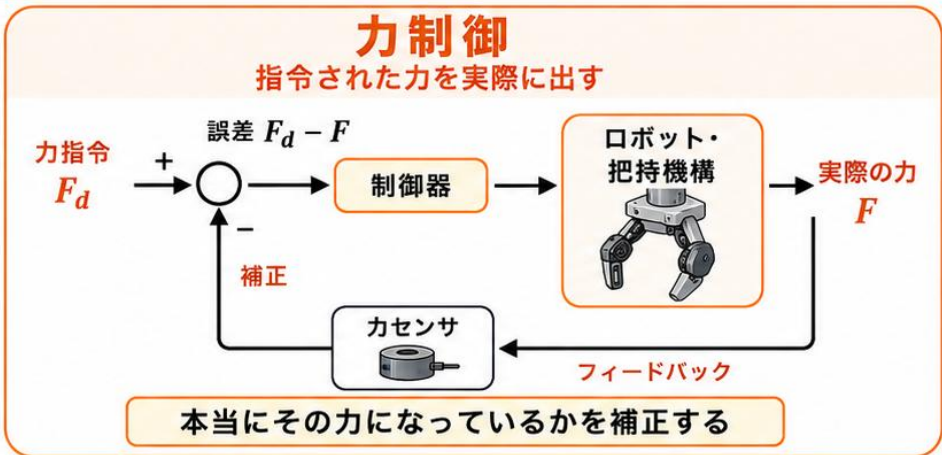 力制御
指令された力を実際に出す
誤差 F_d − F
力指令
F_d
+
−
制御器
ロボット・
把持機構
実際の力
F
補正
力センサ
フィードバック
本当にその力になっているかを補正する